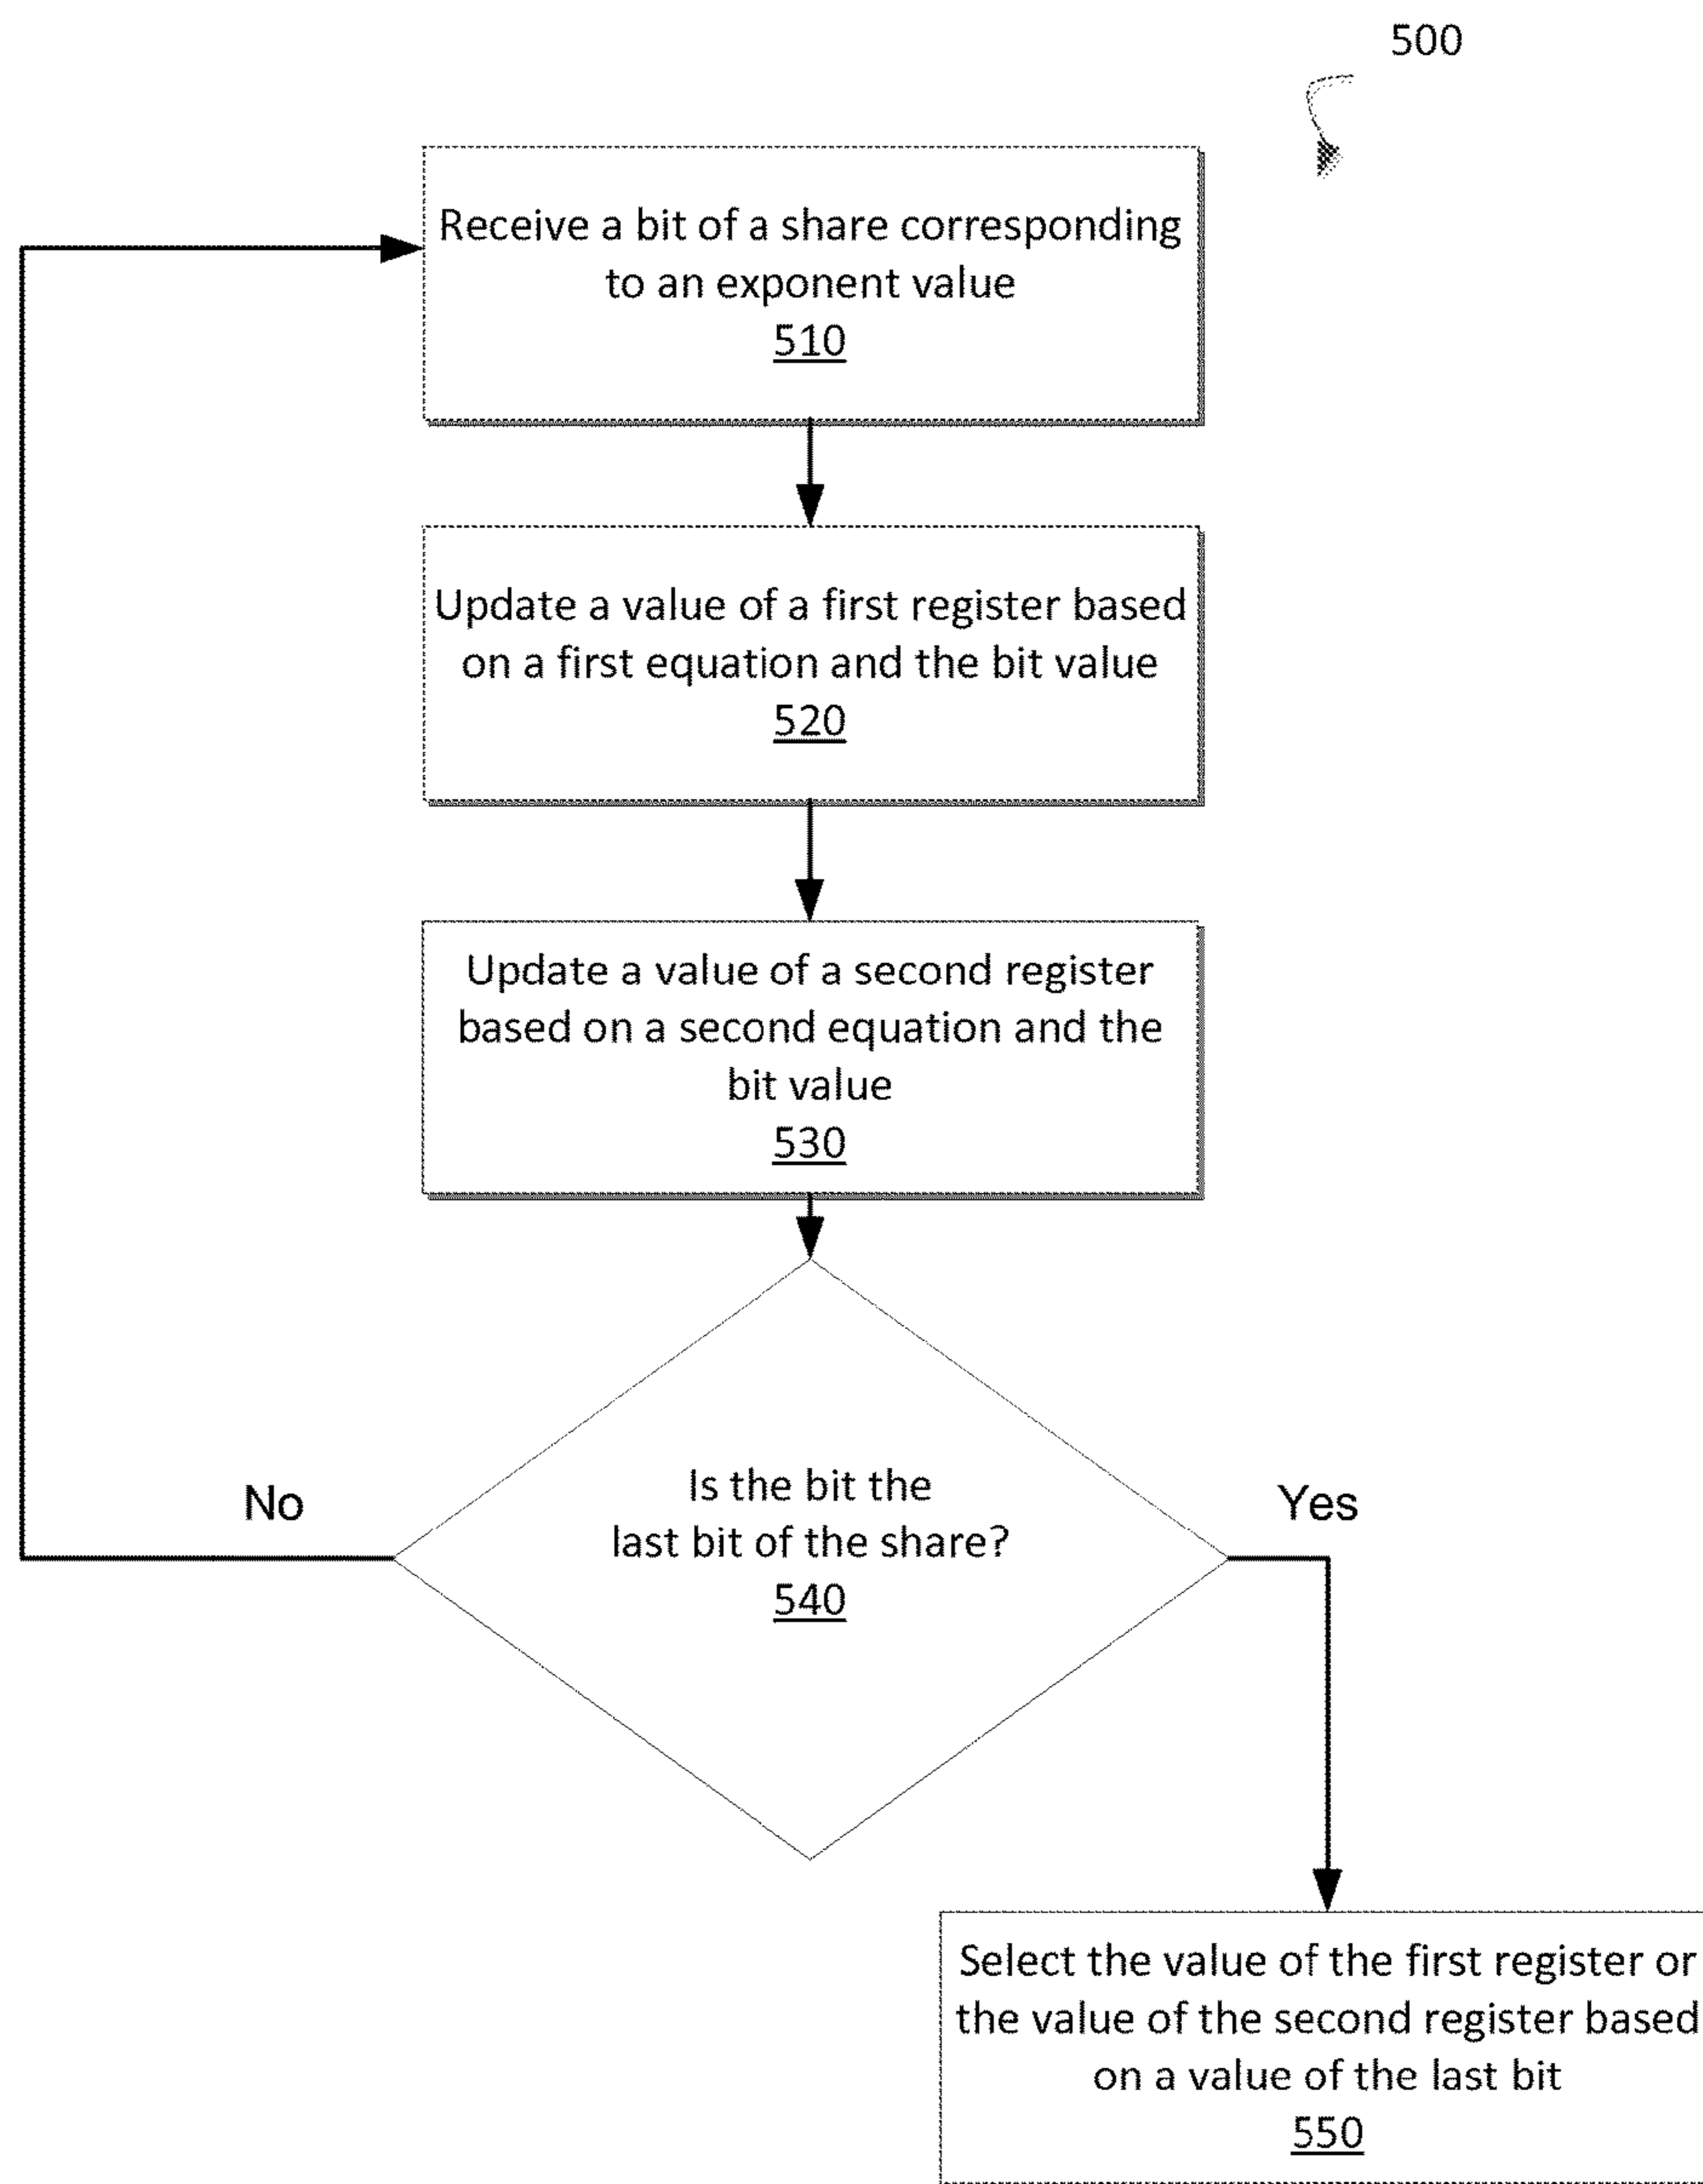 500
Receive a bit of a share corresponding
to an exponent value
510
Update a value of a first register based
on a first equation and the bit value
520
Update a value of a second register
based on a second equation and the
bit value
530
Is the bit the
last bit of the share?
540
No
Yes
Select the value of the first register or
the value of the second register based
on a value of the last bit
550